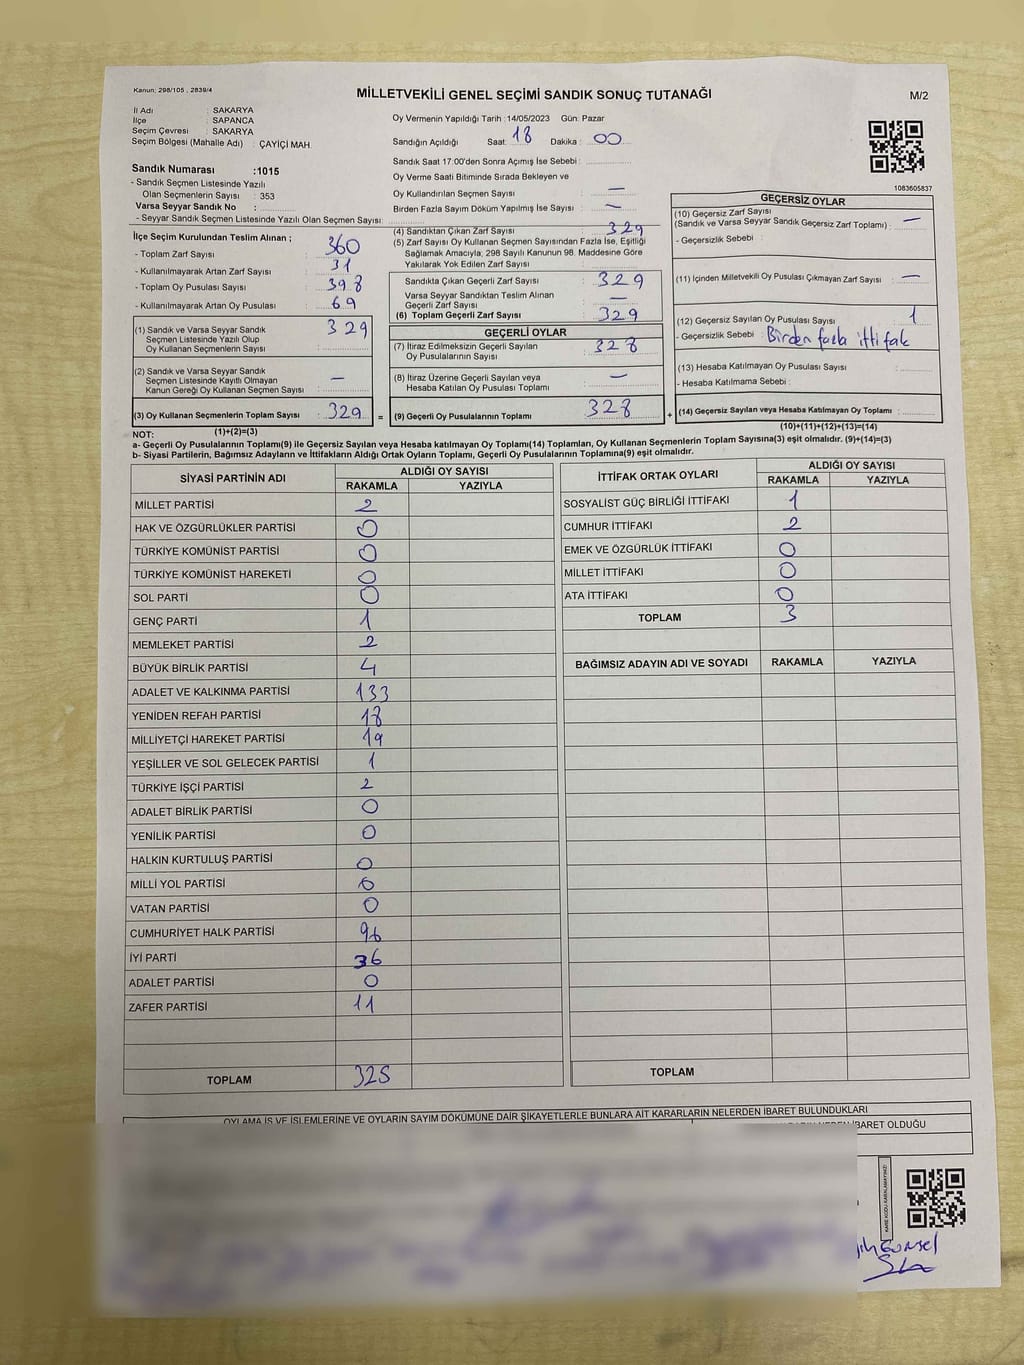 Kanun: 298/105 , 2839/4
MİLLETVEKİLİ GENEL SEÇİMİ SANDIK SONUÇ TUTANAĞI
M/2
İl Adı : SAKARYA
İlçe : SAPANCA
Seçim Çevresi : SAKARYA
Seçim Bölgesi (Mahalle Adı) : ÇAYİÇİ MAH.
Oy Vermenin Yapıldığı Tarih :14/05/2023 Gün: Pazar
Sandığın Açıldığı Saat: 18 Dakika : 00
Sandık Saat 17:00'den Sonra Açımış İse Sebebi :
Oy Verme Saati Bitiminde Sırada Bekleyen ve
Oy Kullandırılan Seçmen Sayısı : —
Birden Fazla Sayım Döküm Yapılmış İse Sayısı : —
1083605837
Sandık Numarası :1015
- Sandık Seçmen Listesinde Yazılı
Olan Seçmenlerin Sayısı : 353
Varsa Seyyar Sandık No :
- Seyyar Sandık Seçmen Listesinde Yazılı Olan Seçmen Sayısı:
İlçe Seçim Kurulundan Teslim Alınan ;
- Toplam Zarf Sayısı : 360
- Kullanılmayarak Artan Zarf Sayısı : 31
- Toplam Oy Pusulası Sayısı : 398
- Kullanılmayarak Artan Oy Pusulası : 69
(1) Sandık ve Varsa Seyyar Sandık
Seçmen Listesinde Yazılı Olup
Oy Kullanan Seçmenlerin Sayısı : 329
(2) Sandık ve Varsa Seyyar Sandık
Seçmen Listesinde Kayıtlı Olmayan
Kanun Gereği Oy Kullanan Seçmen Sayısı : —
(3) Oy Kullanan Seçmenlerin Toplam Sayısı : 329 =
(1)+(2)=(3)
(4) Sandıktan Çıkan Zarf Sayısı : 329
(5) Zarf Sayısı Oy Kullanan Seçmen Sayısından Fazla İse, Eşitliği
Sağlamak Amacıyla, 298 Sayılı Kanunun 98. Maddesine Göre
Yakılarak Yok Edilen Zarf Sayısı :
Sandıkta Çıkan Geçerli Zarf Sayısı : 329
Varsa Seyyar Sandıktan Teslim Alınan
Geçerli Zarf Sayısı : —
(6) Toplam Geçerli Zarf Sayısı : 329
GEÇERLİ OYLAR
(7) İtiraz Edilmeksizin Geçerli Sayılan
Oy Pusulalarının Sayısı : 328
(8) İtiraz Üzerine Geçerli Sayılan veya
Hesaba Katılan Oy Pusulası Toplamı : —
(9) Geçerli Oy Pusulalarının Toplamı : 328 +
GEÇERSİZ OYLAR
(10) Geçersiz Zarf Sayısı
(Sandık ve Varsa Seyyar Sandık Geçersiz Zarf Toplamı) : —
- Geçersizlik Sebebi :
(11) İçinden Milletvekili Oy Pusulası Çıkmayan Zarf Sayısı : —
(12) Geçersiz Sayılan Oy Pusulası Sayısı : 1
- Geçersizlik Sebebi : Birden fazla ittifak
(13) Hesaba Katılmayan Oy Pusulası Sayısı :
- Hesaba Katılmama Sebebi :
(14) Geçersiz Sayılan veya Hesaba Katılmayan Oy Toplamı :
(10)+(11)+(12)+(13)=(14)
NOT:
a- Geçerli Oy Pusulalarının Toplamı(9) ile Geçersiz Sayılan veya Hesaba katılmayan Oy Toplamı(14) Toplamları, Oy Kullanan Seçmenlerin Toplam Sayısına(3) eşit olmalıdır. (9)+(14)=(3)
b- Siyasi Partilerin, Bağımsız Adayların ve İttifakların Aldığı Ortak Oyların Toplamı, Geçerli Oy Pusulalarının Toplamına(9) eşit olmalıdır.
SİYASİ PARTİNİN ADI ALDIĞI OY SAYISI
RAKAMLA YAZIYLA
MİLLET PARTİSİ 2
HAK VE ÖZGÜRLÜKLER PARTİSİ 0
TÜRKİYE KOMÜNİST PARTİSİ 0
TÜRKİYE KOMÜNİST HAREKETİ 0
SOL PARTİ 0
GENÇ PARTİ 1
MEMLEKET PARTİSİ 2
BÜYÜK BİRLİK PARTİSİ 4
ADALET VE KALKINMA PARTİSİ 133
YENİDEN REFAH PARTİSİ 18
MİLLİYETÇİ HAREKET PARTİSİ 19
YEŞİLLER VE SOL GELECEK PARTİSİ 1
TÜRKİYE İŞÇİ PARTİSİ 2
ADALET BİRLİK PARTİSİ 0
YENİLİK PARTİSİ 0
HALKIN KURTULUŞ PARTİSİ 0
MİLLİ YOL PARTİSİ 0
VATAN PARTİSİ 0
CUMHURİYET HALK PARTİSİ 96
İYİ PARTİ 36
ADALET PARTİSİ 0
ZAFER PARTİSİ 11
TOPLAM 325
İTTİFAK ORTAK OYLARI ALDIĞI OY SAYISI
RAKAMLA YAZIYLA
SOSYALİST GÜÇ BİRLİĞİ İTTİFAKI 1
CUMHUR İTTİFAKI 2
EMEK VE ÖZGÜRLÜK İTTİFAKI 0
MİLLET İTTİFAKI 0
ATA İTTİFAKI 0
TOPLAM 3
BAĞIMSIZ ADAYIN ADI VE SOYADI RAKAMLA YAZIYLA
TOPLAM
OYLAMA İŞ VE İŞLEMLERİNE VE OYLARIN SAYIM DÖKÜMÜNE DAİR ŞİKAYETLERLE BUNLARA AİT KARARLARIN NELERDEN İBARET BULUNDUKLARI
İBARET OLDUĞU